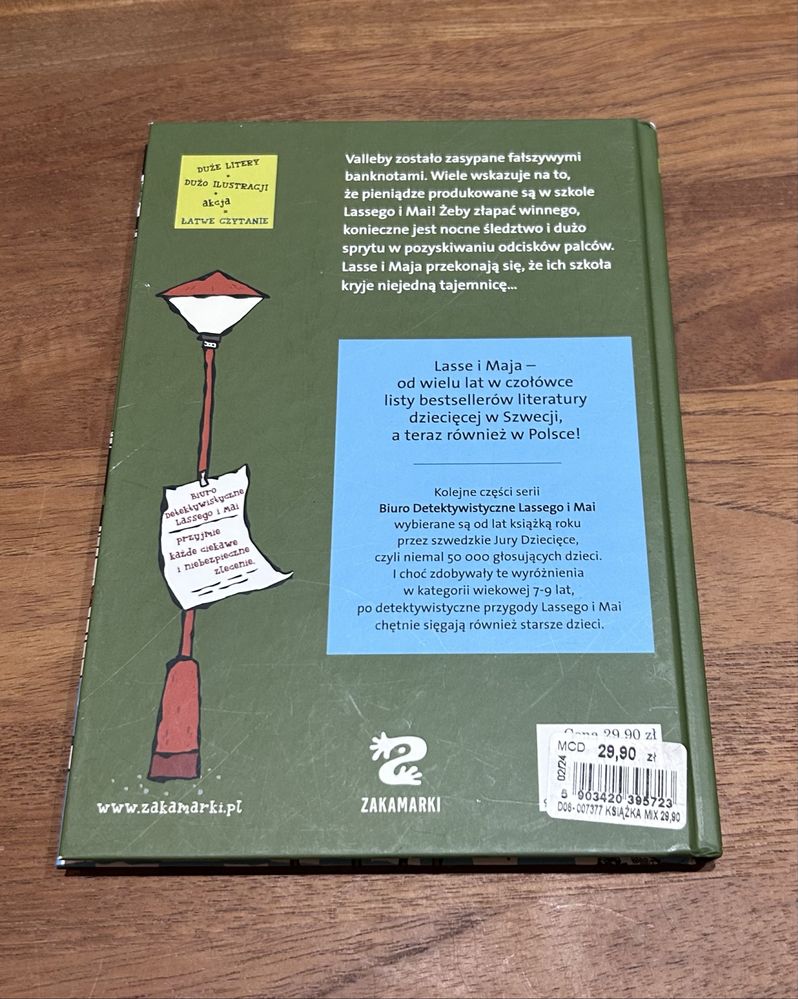 DUŻE LITERY
+
DUŻO ILUSTRACJI
+
akcja
=
ŁATWE CZYTANIE
Valleby zostało zasypane fałszywymi
banknotami. Wiele wskazuje na to,
że pieniądze produkowane są w szkole
Lassego i Mai! Żeby złapać winnego,
konieczne jest nocne śledztwo i dużo
sprytu w pozyskiwaniu odcisków palców.
Lasse i Maja przekonają się, że ich szkoła
kryje niejedną tajemnicę...
Lasse i Maja –
od wielu lat w czołówce
listy bestsellerów literatury
dziecięcej w Szwecji,
a teraz również w Polsce!
Kolejne części serii
Biuro Detektywistyczne Lassego i Mai
wybierane są od lat książką roku
przez szwedzkie Jury Dziecięce,
czyli niemal 50 000 głosujących dzieci.
I choć zdobywały te wyróżnienia
w kategorii wiekowej 7-9 lat,
po detektywistyczne przygody Lassego i Mai
chętnie sięgają również starsze dzieci.
Biuro
Detektywistyczne
Lassego i Mai
przyjmie
każde ciekawe
i niebezpieczne
zlecenie.
www.zakamarki.pl
ZAKAMARKI
Cena 29,90 zł
MCD 29,90 zł
02/24
5 903420 395723
D06-007377 KSIĄŻKA MIX 29,90